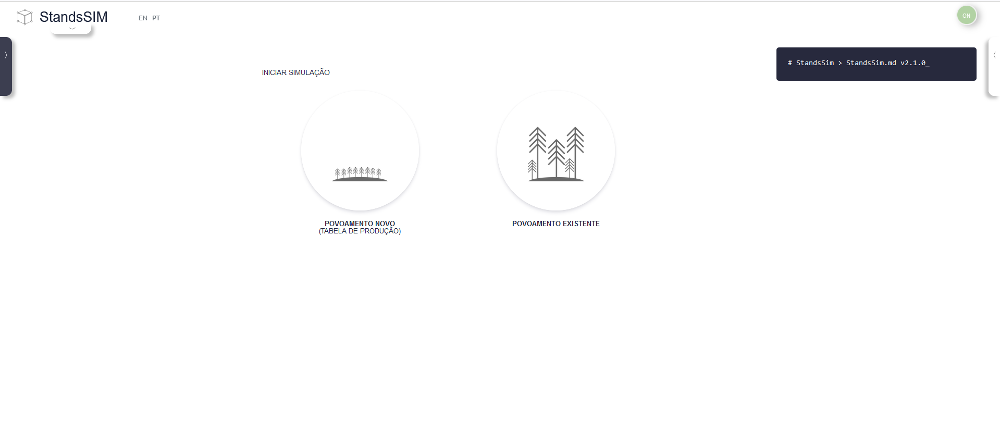 StandsSIM
EN PT
ON
# StandsSim > StandsSim.md v2.1.0_
INICIAR SIMULAÇÃO
POVOAMENTO NOVO
(TABELA DE PRODUÇÃO)
POVOAMENTO EXISTENTE